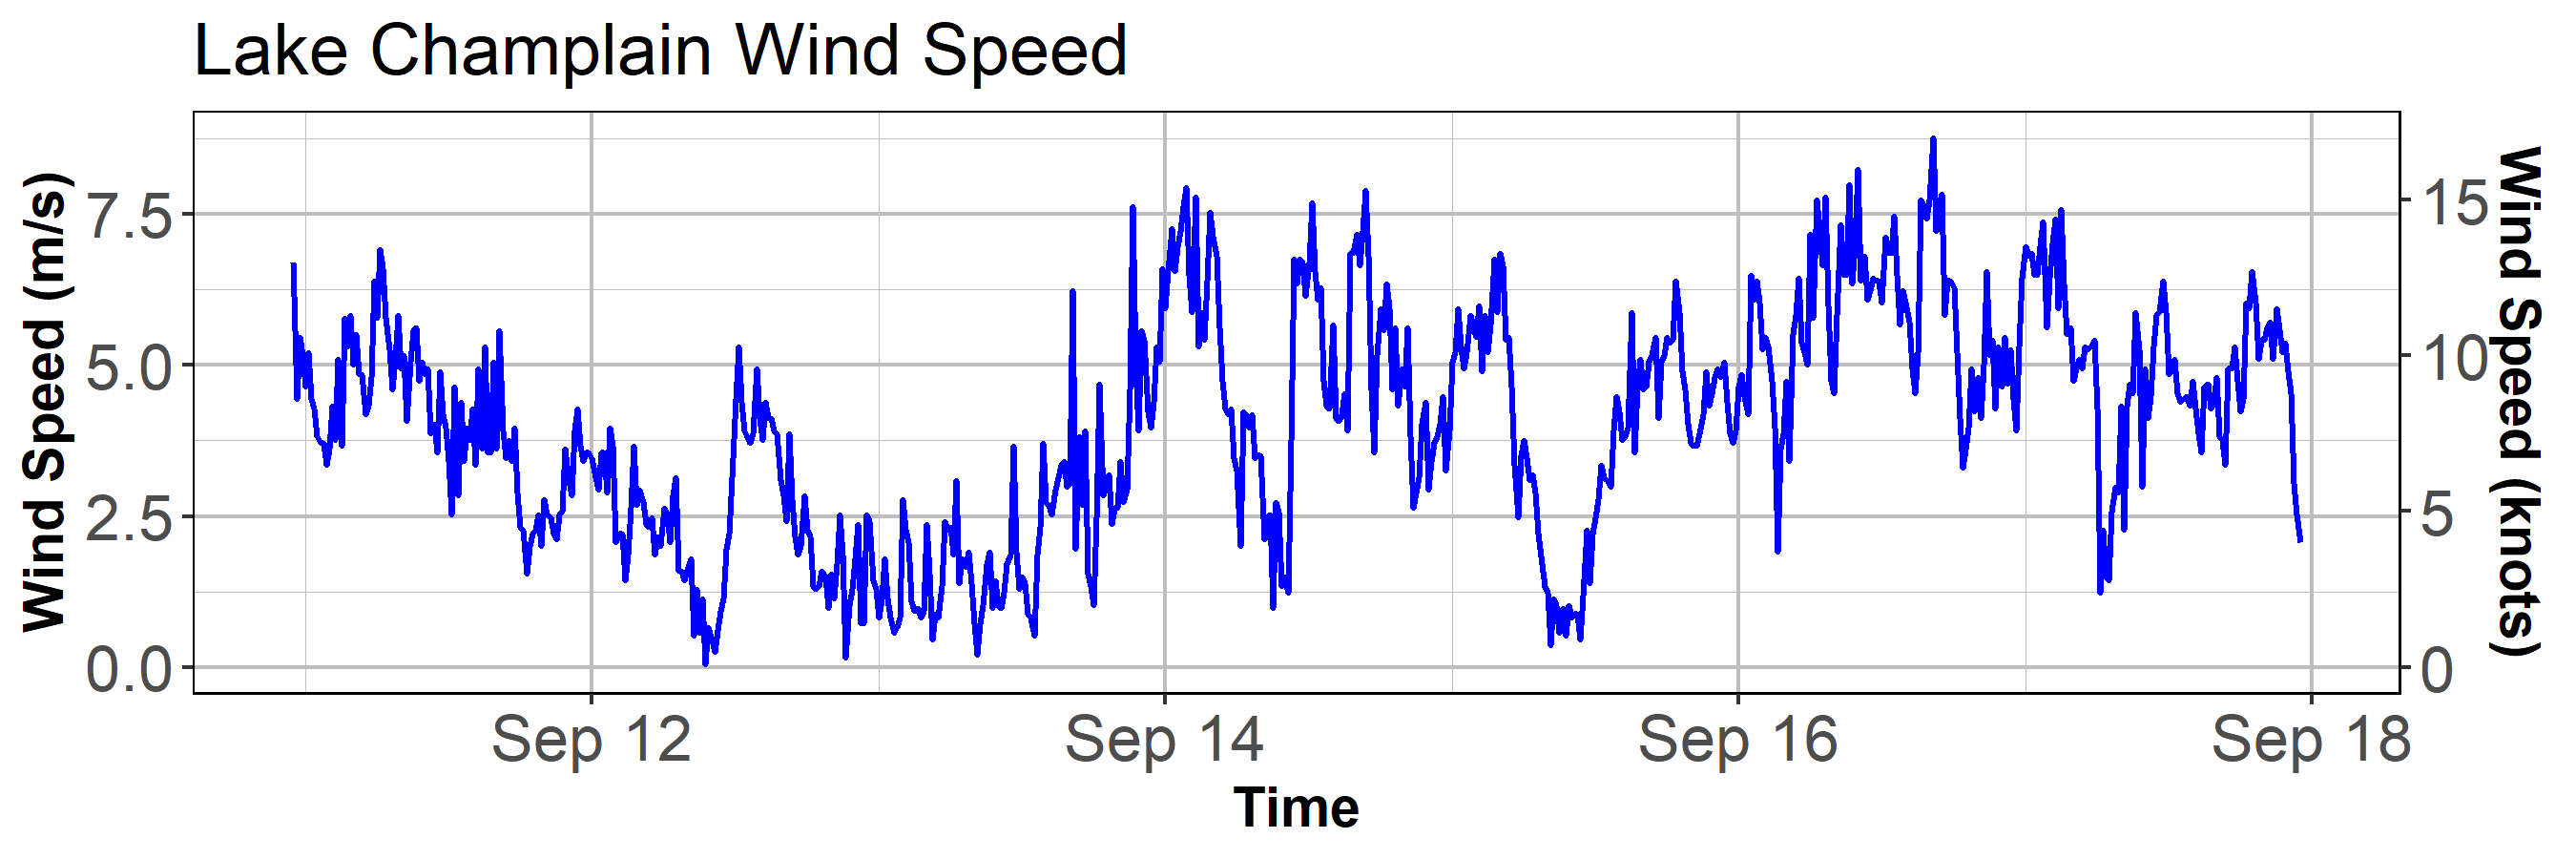 Lake Champlain Wind Speed
Wind Speed (m/s)
7.5
5.0
2.5
0.0
15
10
5
0
Wind Speed (knots)
Sep 12
Sep 14
Sep 16
Sep 18
Time